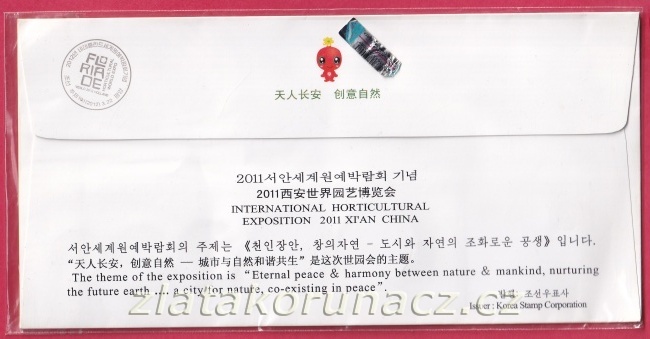 FLO
RIA
DE
天人长安 创意自然
2011서안세계원예박람회 기념
2011西安世界园艺博览会
INTERNATIONAL HORTICULTURAL
EXPOSITION 2011 XI'AN CHINA
서안세계원예박람회의 주제는 《천인장안, 창의자연 – 도시와 자연의 조화로운 공생》입니다.
“天人长安，创意自然 — 城市与自然和谐共生”是这次世园会的主题。
The theme of the exposition is “Eternal peace & harmony between nature & mankind, nurturing
the future earth .... a city for nature, co-existing in peace”.
zlatakorunacz.cz
발행 : 조선우표사
Issuer : Korea Stamp Corporation